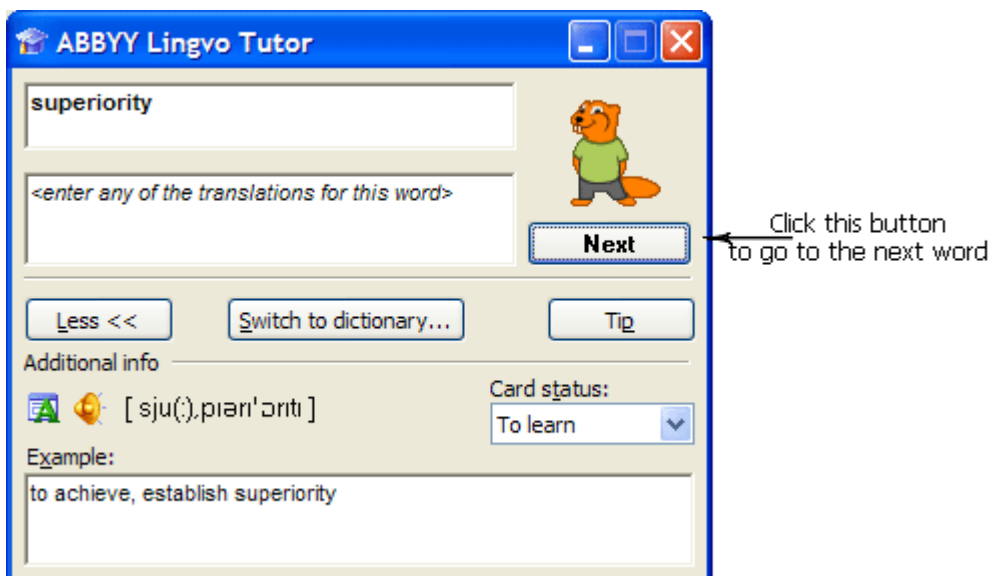 ABBYY Lingvo Tutor
superiority
<enter any of the translations for this word>
Next
Click this button
to go to the next word
Less <<
Switch to dictionary...
Tip
Additional info
[ sju(:),pıərı'ɔrıtı ]
Card status:
To learn
Example:
to achieve, establish superiority